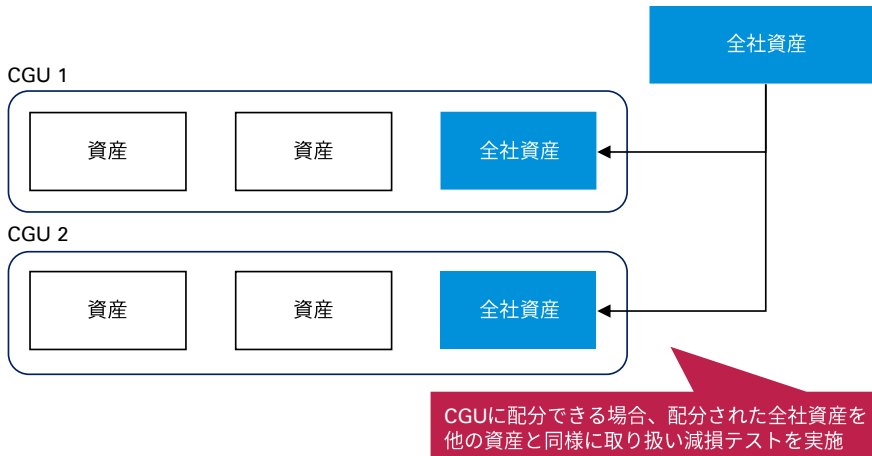 全社資産
CGU 1
資産
資産
全社資産
CGU 2
資産
資産
全社資産
CGUに配分できる場合、配分された全社資産を
他の資産と同様に取り扱い減損テストを実施